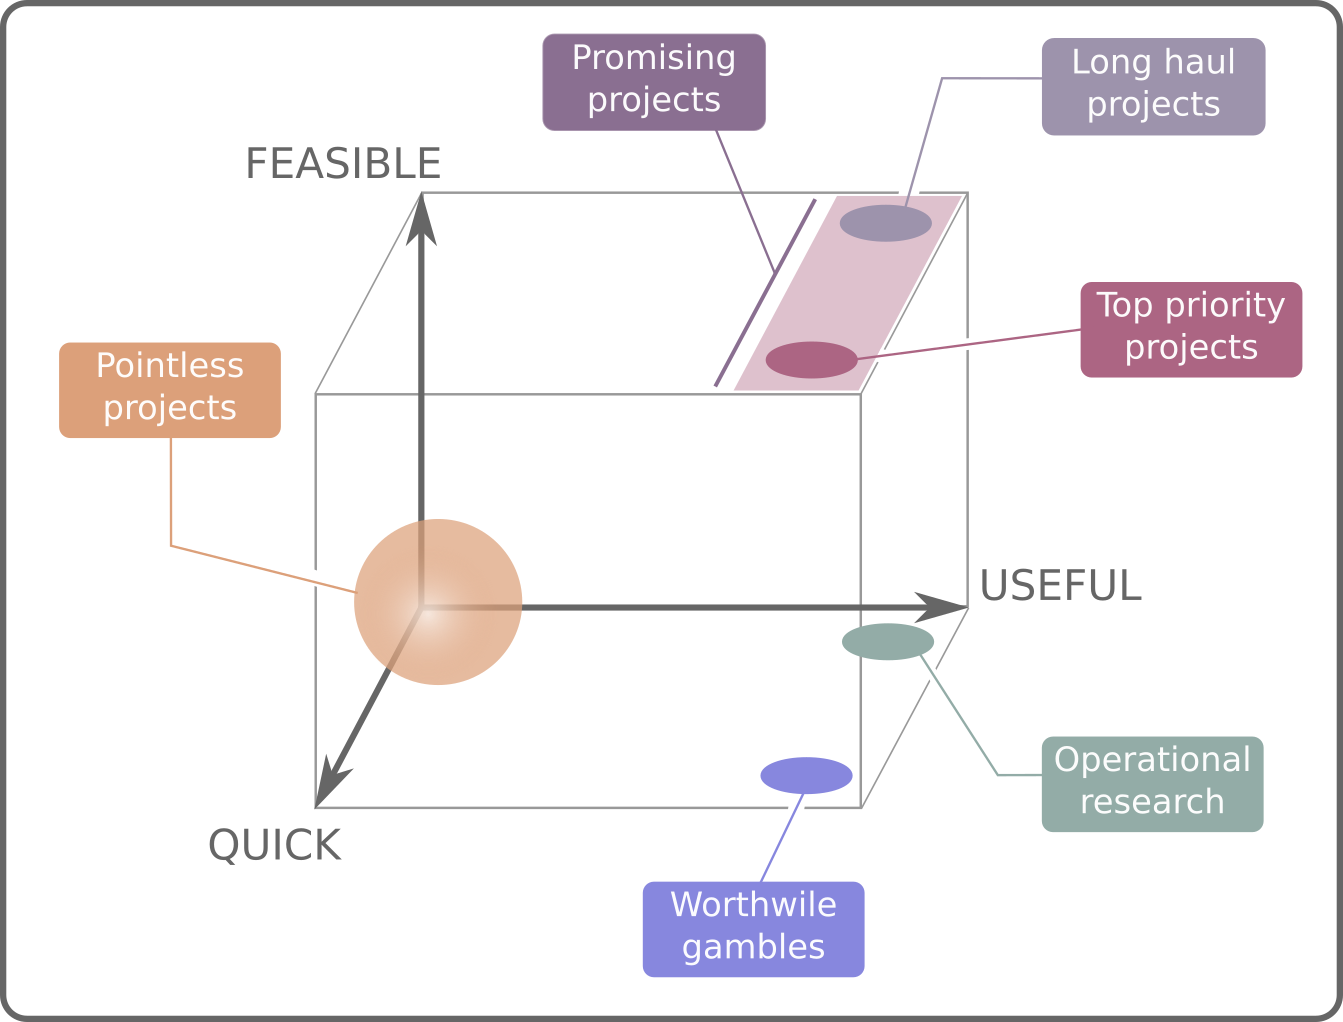 Promising
projects
Long haul
projects
FEASIBLE
Top priority
projects
Pointless
projects
USEFUL
Operational
research
QUICK
Worthwile
gambles